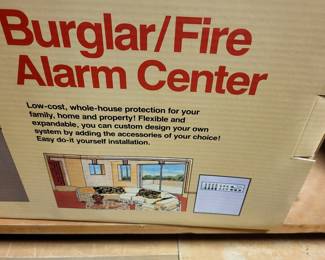 Burglar/Fire
Alarm Center
Low-cost, whole-house protection for your
family, home and property! Flexible and
expandable, you can custom design your own
system by adding the accessories of your choice!
Easy do-it yourself installation.